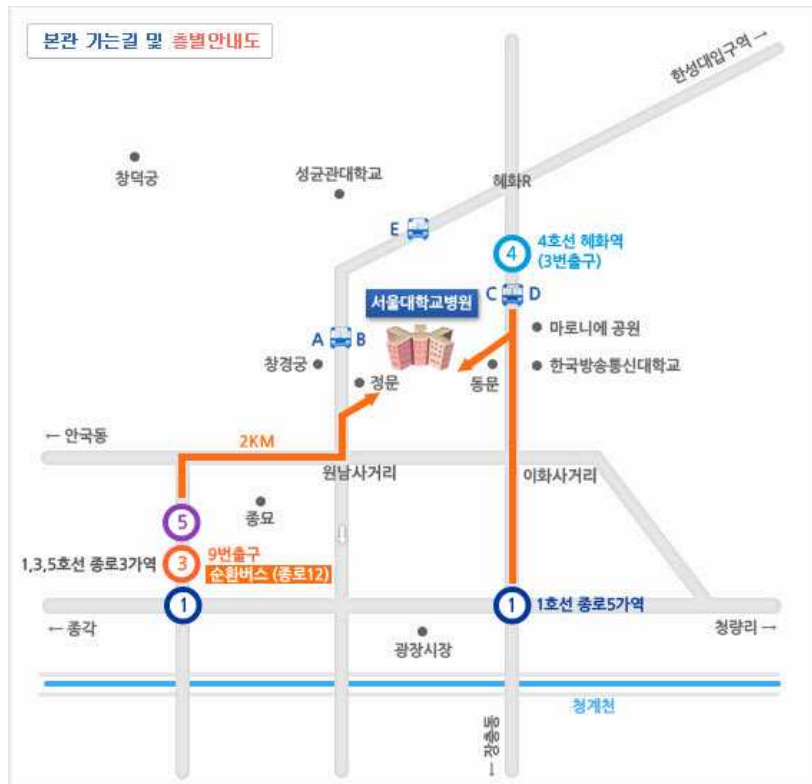 본관 가는길 및 층별안내도
한성대입구역 →
창덕궁
성균관대학교
혜화R
E
4
4호선 혜화역
(3번출구)
서울대학교병원
C D
A B
마로니에 공원
창경궁
정문
동문
한국방송통신대학교
← 안국동
2KM
원남사거리
이화사거리
5
종묘
1,3,5호선 종로3가역
3
9번출구
순환버스 (종로12)
1
1
1호선 종로5가역
← 종각
광장시장
청량리 →
청계천
← 장충동